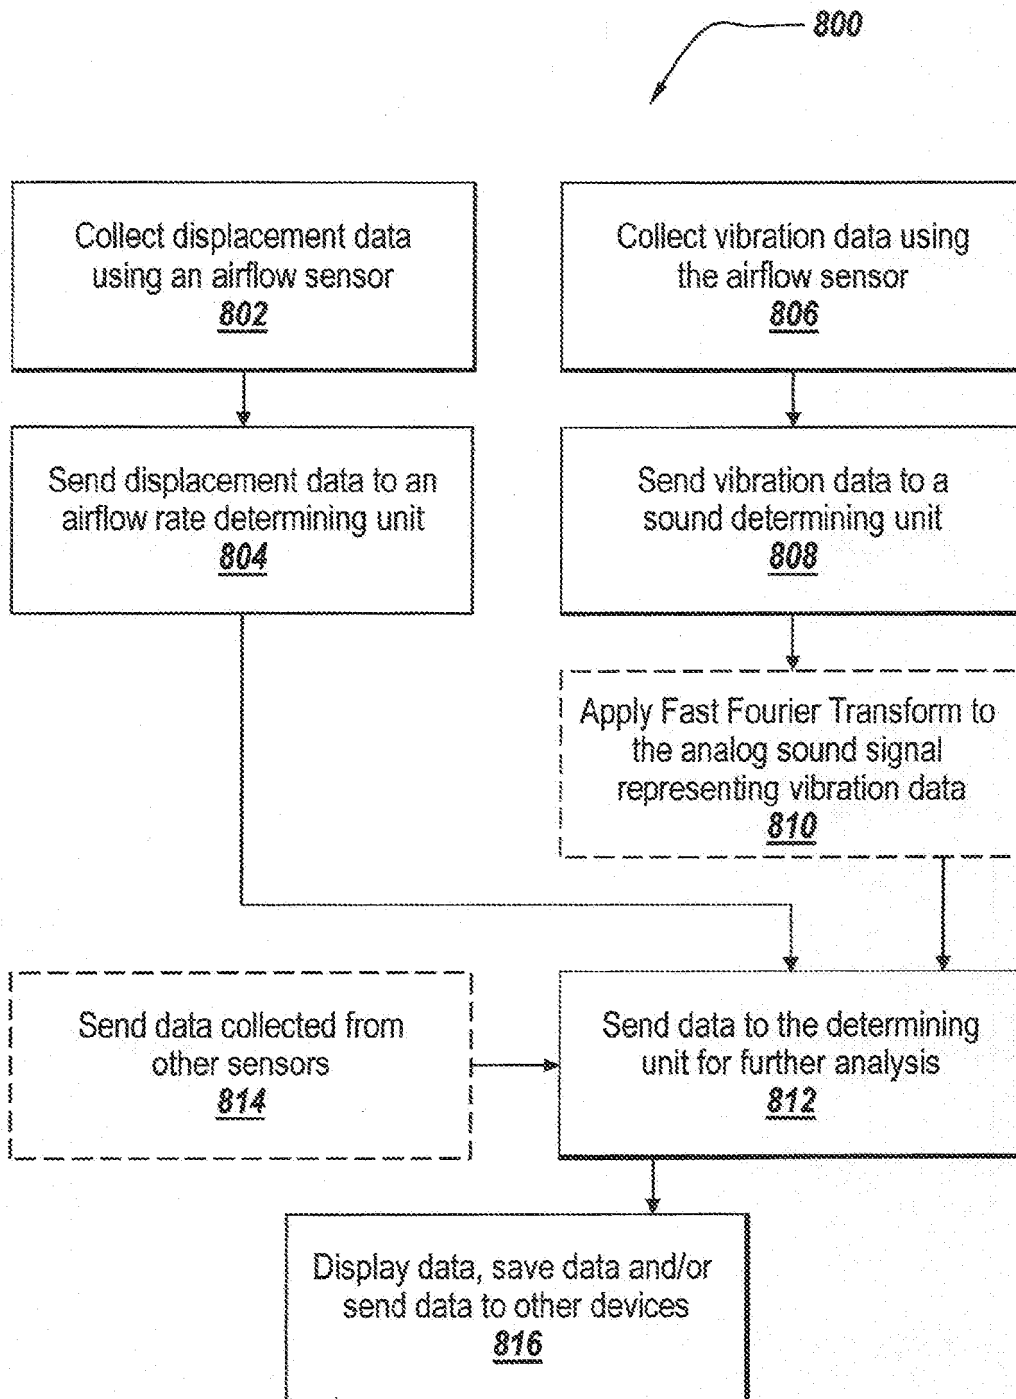 800
Collect displacement data
using an airflow sensor
802
Collect vibration data using
the airflow sensor
806
Send displacement data to an
airflow rate determining unit
804
Send vibration data to a
sound determining unit
808
Apply Fast Fourier Transform to
the analog sound signal
representing vibration data
810
Send data collected from
other sensors
814
Send data to the determining
unit for further analysis
812
Display data, save data and/or
send data to other devices
816